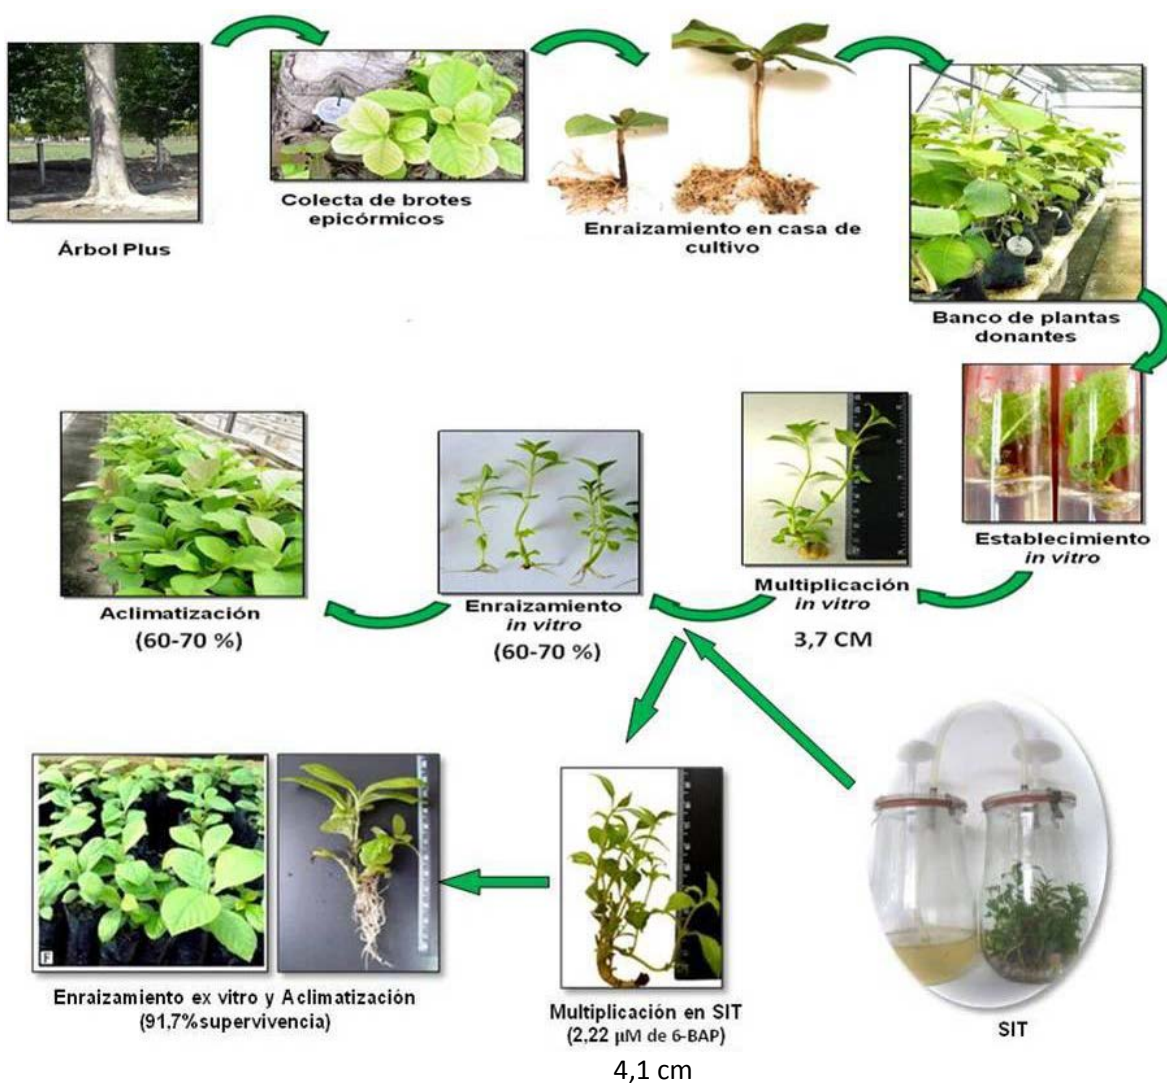 Árbol Plus
Colecta de brotes
epicórmicos
Enraizamiento en casa de
cultivo
Banco de plantas
donantes
Establecimiento
in vitro
Multiplicación
in vitro
3,7 CM
Enraizamiento
in vitro
(60-70 %)
Aclimatización
(60-70 %)
SIT
Multiplicación en SIT
(2,22 µM de 6-BAP)
4,1 cm
F
Enraizamiento ex vitro y Aclimatización
(91,7%supervivencia)